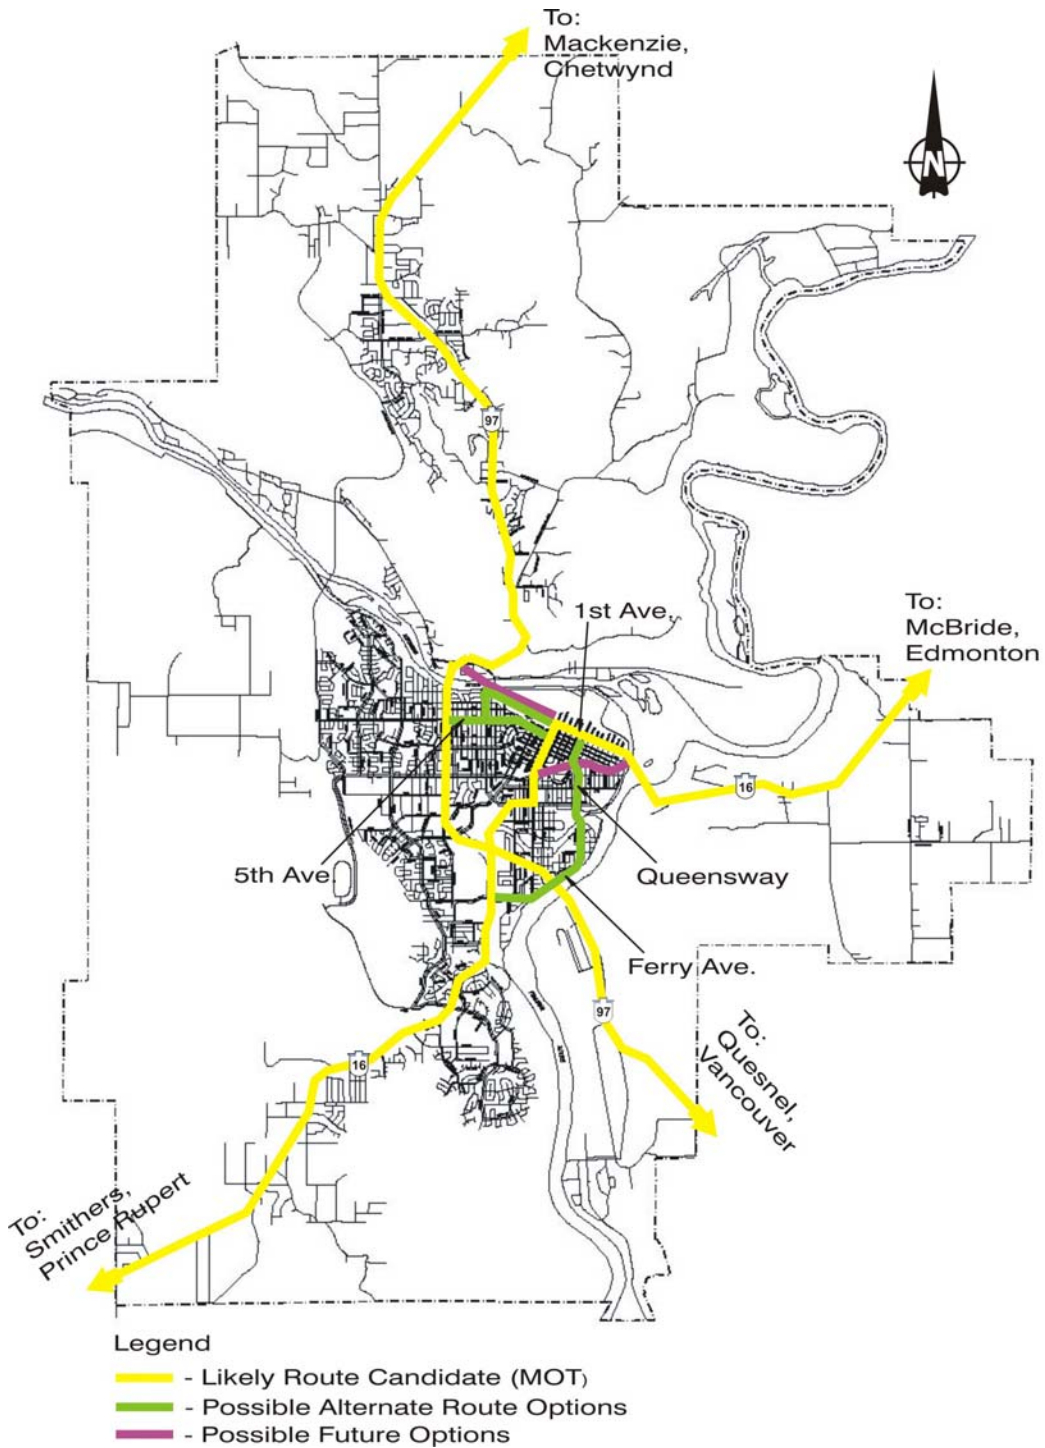 To:
Mackenzie,
Chetwynd
N
97
1st Ave.
To:
McBride,
Edmonton
16
5th Ave.
Queensway
Ferry Ave.
97
To:
Quesnel,
Vancouver
16
To:
Smithers,
Prince Rupert
Legend
- Likely Route Candidate (MOT)
- Possible Alternate Route Options
- Possible Future Options